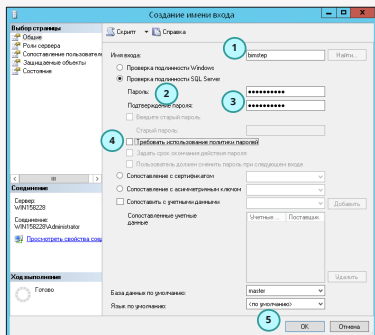 Создание имени входа
Выбор страницы
Общие
Роли сервера
Сопоставление пользовател
Защищаемые объекты
Состояние
Скрипт
Справка
1
Имя входа:
bimstep
Найти...
Проверка подлинности Windows
Проверка подлинности SQL Server
2
3
Пароль:
Подтверждение пароля:
Введите старый пароль
Старый пароль:
4
Требовать использование политики паролей
Задать срок окончания действия пароля
Пользователь должен сменить пароль при следующем входе
Сопоставление с сертификатом
Сопоставление с асимметричным ключом
Сопоставить с учетными данными
Добавить
Сопоставленные учетные данные
Учетные ...
Поставщик
Удалить
База данных по умолчанию:
master
Язык по умолчанию:
<по умолчанию>
Соединение
Сервер:
WIN158228
Соединение:
WIN158228\Administrator
Просмотреть свойства соед
Ход выполнения
Готово
5
OK
Отмена